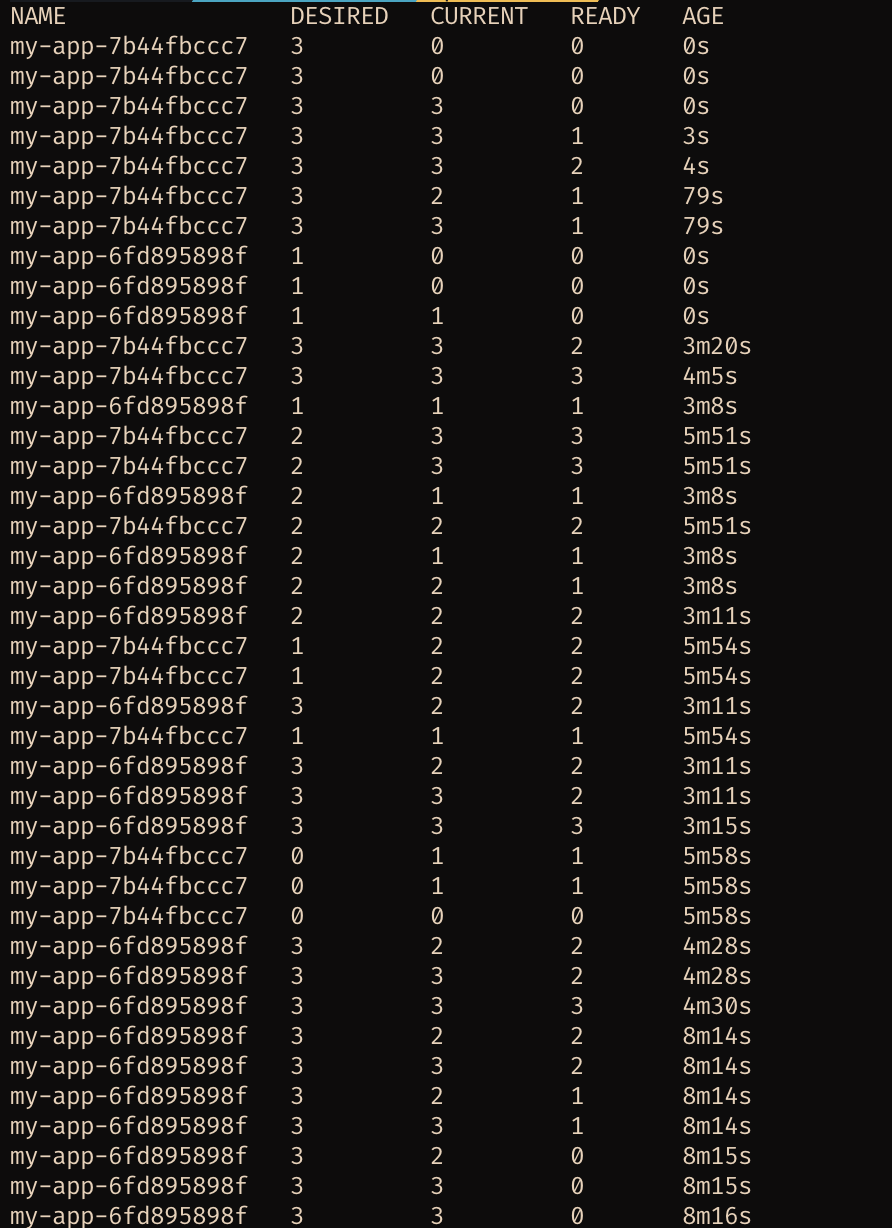 NAME DESIRED CURRENT READY AGE
my-app-7b44fbccc7 3 0 0 0s
my-app-7b44fbccc7 3 0 0 0s
my-app-7b44fbccc7 3 3 0 0s
my-app-7b44fbccc7 3 3 1 3s
my-app-7b44fbccc7 3 3 2 4s
my-app-7b44fbccc7 3 2 1 79s
my-app-7b44fbccc7 3 3 1 79s
my-app-6fd895898f 1 0 0 0s
my-app-6fd895898f 1 0 0 0s
my-app-6fd895898f 1 1 0 0s
my-app-7b44fbccc7 3 3 2 3m20s
my-app-7b44fbccc7 3 3 3 4m5s
my-app-6fd895898f 1 1 1 3m8s
my-app-7b44fbccc7 2 3 3 5m51s
my-app-7b44fbccc7 2 3 3 5m51s
my-app-6fd895898f 2 1 1 3m8s
my-app-7b44fbccc7 2 2 2 5m51s
my-app-6fd895898f 2 1 1 3m8s
my-app-6fd895898f 2 2 1 3m8s
my-app-6fd895898f 2 2 2 3m11s
my-app-7b44fbccc7 1 2 2 5m54s
my-app-7b44fbccc7 1 2 2 5m54s
my-app-6fd895898f 3 2 2 3m11s
my-app-7b44fbccc7 1 1 1 5m54s
my-app-6fd895898f 3 2 2 3m11s
my-app-6fd895898f 3 3 2 3m11s
my-app-6fd895898f 3 3 3 3m15s
my-app-7b44fbccc7 0 1 1 5m58s
my-app-7b44fbccc7 0 1 1 5m58s
my-app-7b44fbccc7 0 0 0 5m58s
my-app-6fd895898f 3 2 2 4m28s
my-app-6fd895898f 3 3 2 4m28s
my-app-6fd895898f 3 3 3 4m30s
my-app-6fd895898f 3 2 2 8m14s
my-app-6fd895898f 3 3 2 8m14s
my-app-6fd895898f 3 2 1 8m14s
my-app-6fd895898f 3 3 1 8m14s
my-app-6fd895898f 3 2 0 8m15s
my-app-6fd895898f 3 3 0 8m15s
my-app-6fd895898f 3 3 0 8m16s